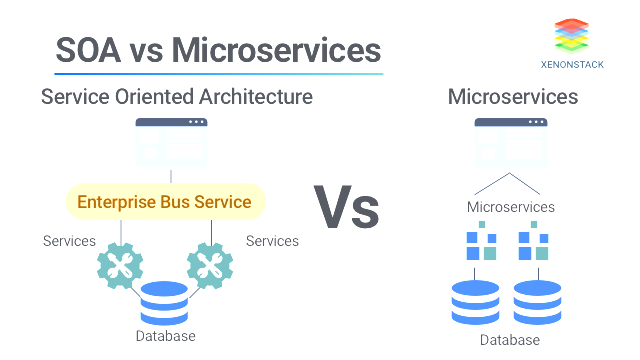 SOA vs Microservices
XENONSTACK
Service Oriented Architecture
Microservices
Enterprise Bus Service
Vs
Services
Services
Database
Microservices
Database